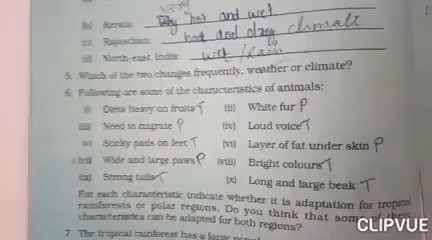 very
(b) Kerala: hot and wet
(c) Rajasthan: hot and dry climate
(d) North-east India: wet /Rain
5. Which of the two changes frequently, weather or climate?
6. Following are some of the characteristics of animals:
(i) Diets heavy on fruits T (ii) White fur P
(iii) Need to migrate P (iv) Loud voice T
(v) Sticky pads on feet T (vi) Layer of fat under skin P
(vii) Wide and large paws P (viii) Bright colours T
(ix) Strong tails T (x) Long and large beak T
For each characteristic indicate whether it is adaptation for tropical
rainforests or polar regions. Do you think that some of these
characteristics can be adapted for both regions?
7 The tropical rainforest has a large
CLIPVUE